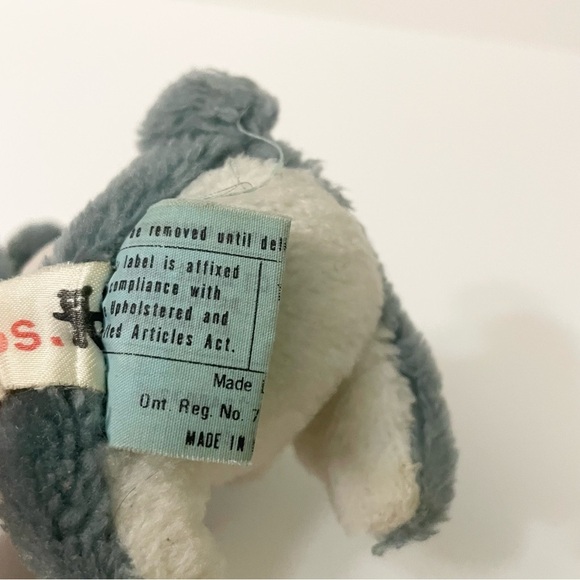 be removed until del
label is affixed
compliance with
Upholstered and
Articles Act.
Made
Ont. Reg. No. 7
MADE IN
os.